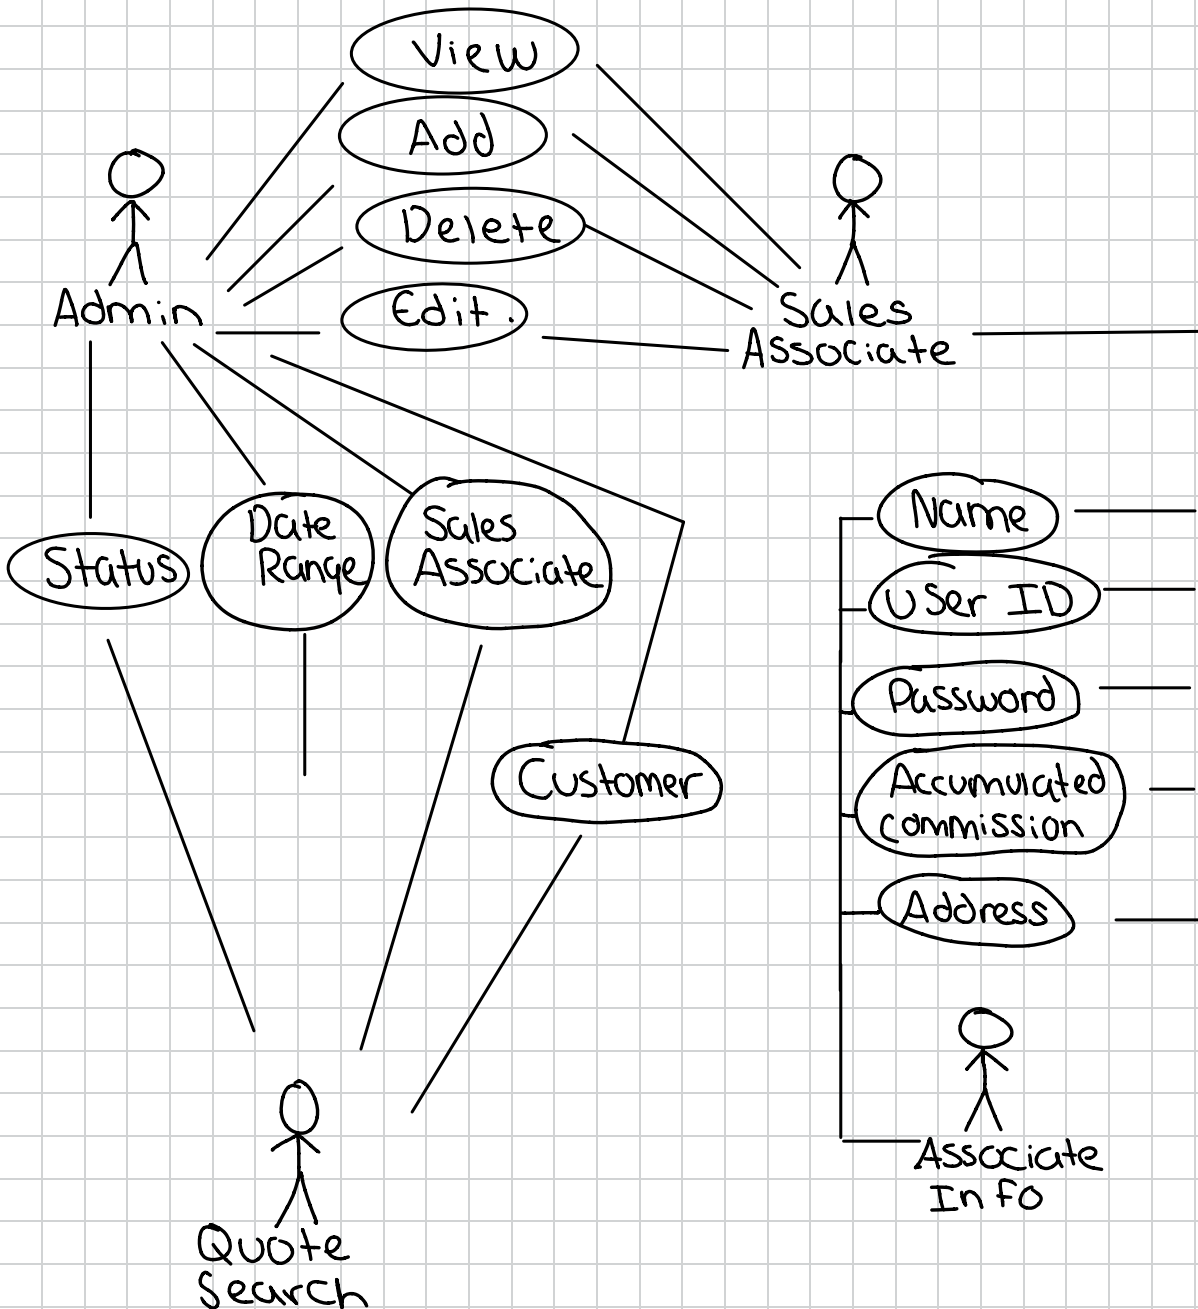 View
Add
Delete
Edit.
Admin
Sales
Associate
Status
Date
Range
Sales
Associate
Customer
Name
User ID
Password
Accumulated
commission
Address
Associate
Info
Quote
Search